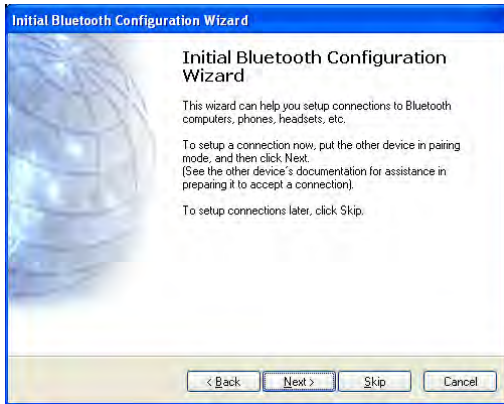 Initial Bluetooth Configuration Wizard
Initial Bluetooth Configuration
Wizard
This wizard can help you setup connections to Bluetooth
computers, phones, headsets, etc.
To setup a connection now, put the other device in pairing
mode, and then click Next.
(See the other device's documentation for assistance in
preparing it to accept a connection).
To setup connections later, click Skip.
< Back Next > Skip Cancel